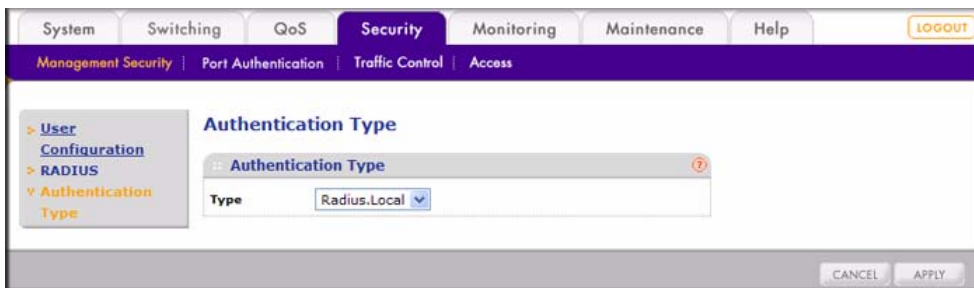 System Switching QoS Security Monitoring Maintenance Help LOGOUT
Management Security Port Authentication Traffic Control Access
User
Configuration
RADIUS
Authentication
Type
Authentication Type
Authentication Type ?
Type Radius.Local
CANCEL APPLY